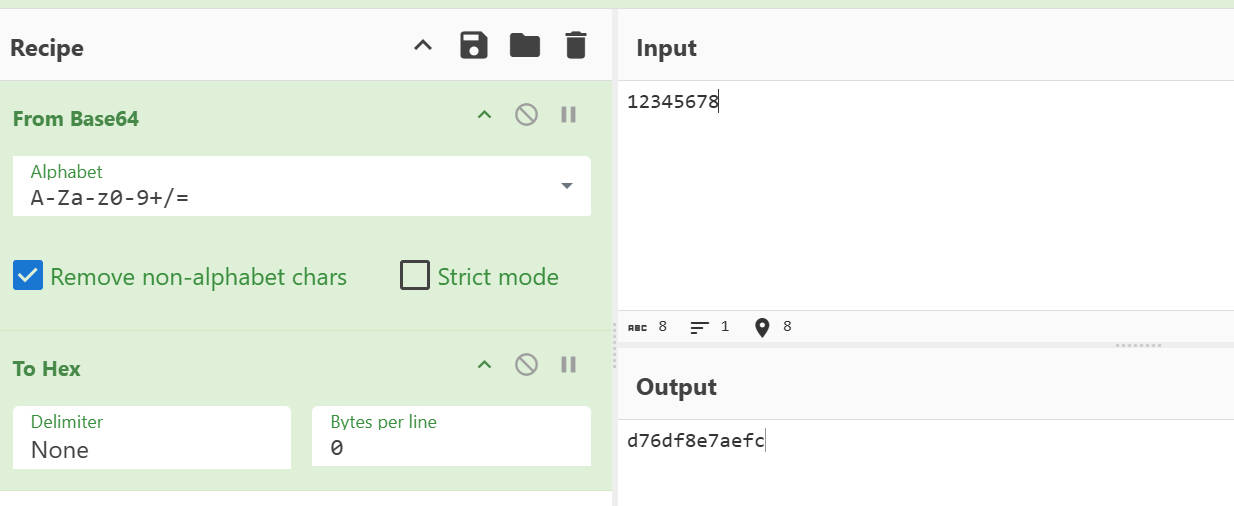 Recipe
From Base64
Alphabet
A-Za-z0-9+/=
Remove non-alphabet chars
Strict mode
To Hex
Delimiter
None
Bytes per line
0
Input
12345678
ABC 8 1 8
Output
d76df8e7aefc